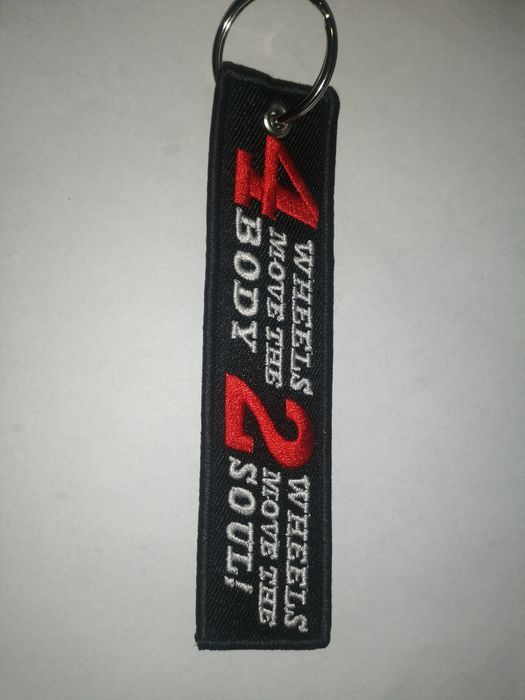 4 WHEELS
MOVE THE
BODY
2 WHEELS
MOVE THE
SOUL!